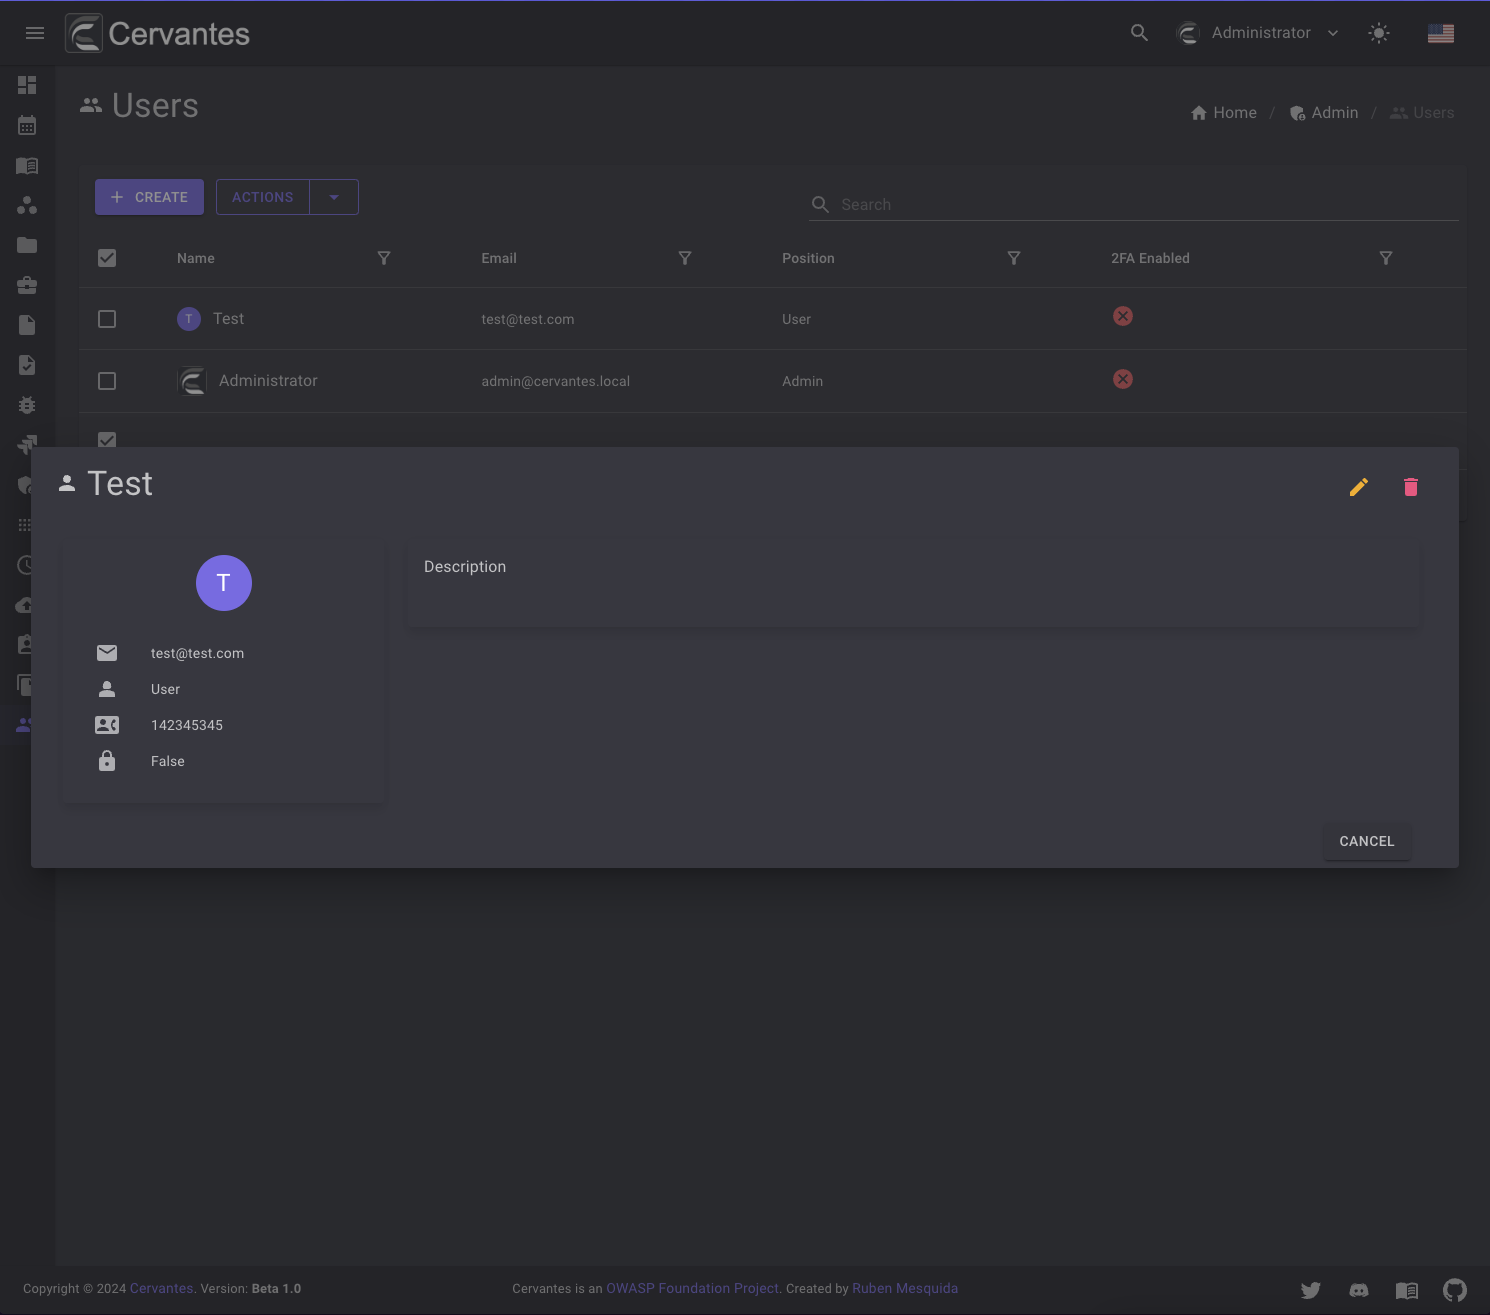 Cervantes
Administrator
Users
Home / Admin / Users
CREATE
ACTIONS
Search
Name
Email
Position
2FA Enabled
T Test
test@test.com
User
Administrator
admin@cervantes.local
Admin
Test
T
test@test.com
User
142345345
False
Description
CANCEL
Copyright © 2024 Cervantes. Version: Beta 1.0
Cervantes is an OWASP Foundation Project. Created by Ruben Mesquida